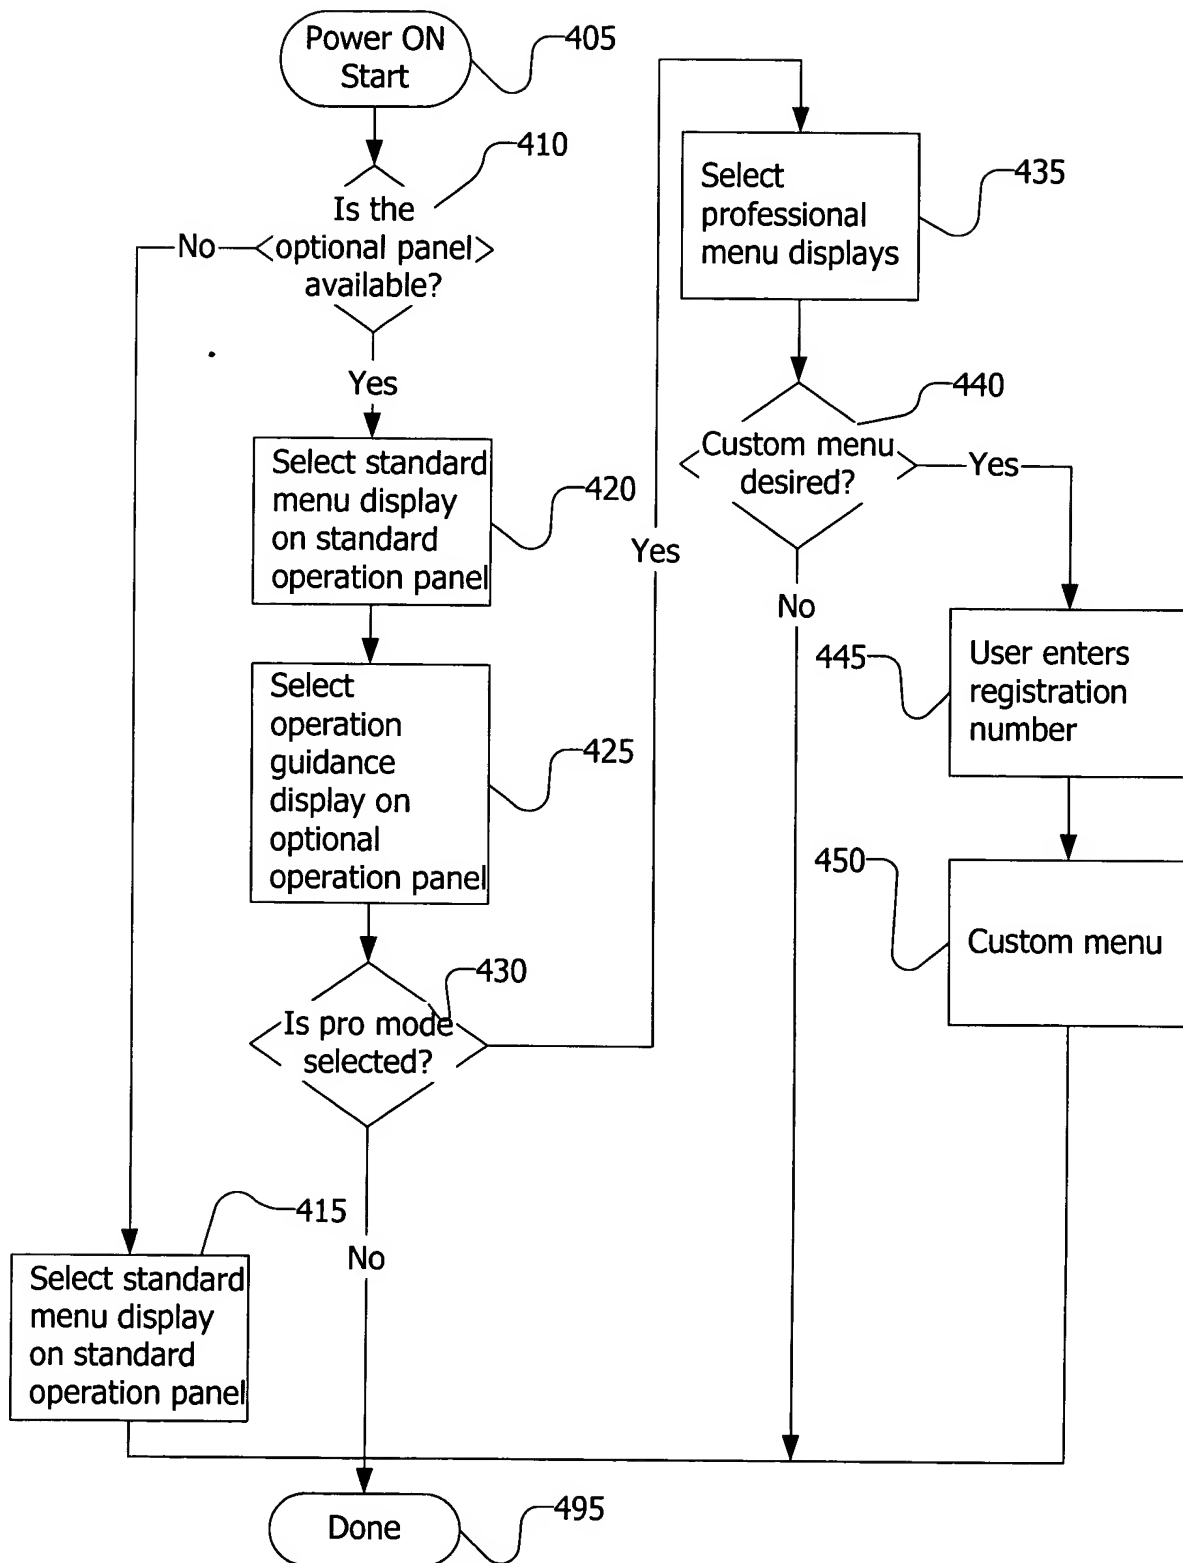 Power ON
Start
405
410
Is the
optional panel
available?
No
Yes
Select standard
menu display
on standard
operation panel
420
Select
operation
guidance
display on
optional
operation panel
425
430
Is pro mode
selected?
Yes
No
415
Select standard
menu display
on standard
operation panel
Select
professional
menu displays
435
440
Custom menu
desired?
Yes
No
445
User enters
registration
number
450
Custom menu
Done
495